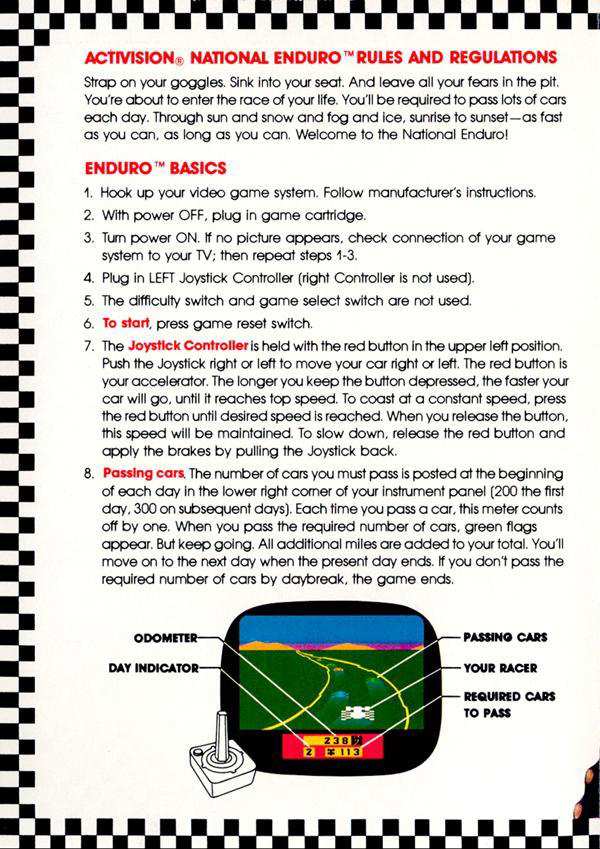 ACTIVISION® NATIONAL ENDURO™ RULES AND REGULATIONS
Strap on your goggles. Sink into your seat. And leave all your fears in the pit.
You're about to enter the race of your life. You'll be required to pass lots of cars
each day. Through sun and snow and fog and ice, sunrise to sunset—as fast
as you can, as long as you can. Welcome to the National Enduro!
ENDURO™ BASICS
1. Hook up your video game system. Follow manufacturer's instructions.
2. With power OFF, plug in game cartridge.
3. Turn power ON. If no picture appears, check connection of your game
system to your TV; then repeat steps 1-3.
4. Plug in LEFT Joystick Controller (right Controller is not used).
5. The difficulty switch and game select switch are not used.
6. To start, press game reset switch.
7. The Joystick Controller is held with the red button in the upper left position.
Push the Joystick right or left to move your car right or left. The red button is
your accelerator. The longer you keep the button depressed, the faster your
car will go, until it reaches top speed. To coast at a constant speed, press
the red button until desired speed is reached. When you release the button,
this speed will be maintained. To slow down, release the red button and
apply the brakes by pulling the Joystick back.
8. Passing cars. The number of cars you must pass is posted at the beginning
of each day in the lower right corner of your instrument panel (200 the first
day, 300 on subsequent days). Each time you pass a car, this meter counts
off by one. When you pass the required number of cars, green flags
appear. But keep going. All additional miles are added to your total. You'll
move on to the next day when the present day ends. If you don't pass the
required number of cars by daybreak, the game ends.
ODOMETER
PASSING CARS
DAY INDICATOR
YOUR RACER
REQUIRED CARS
TO PASS
238
2 113